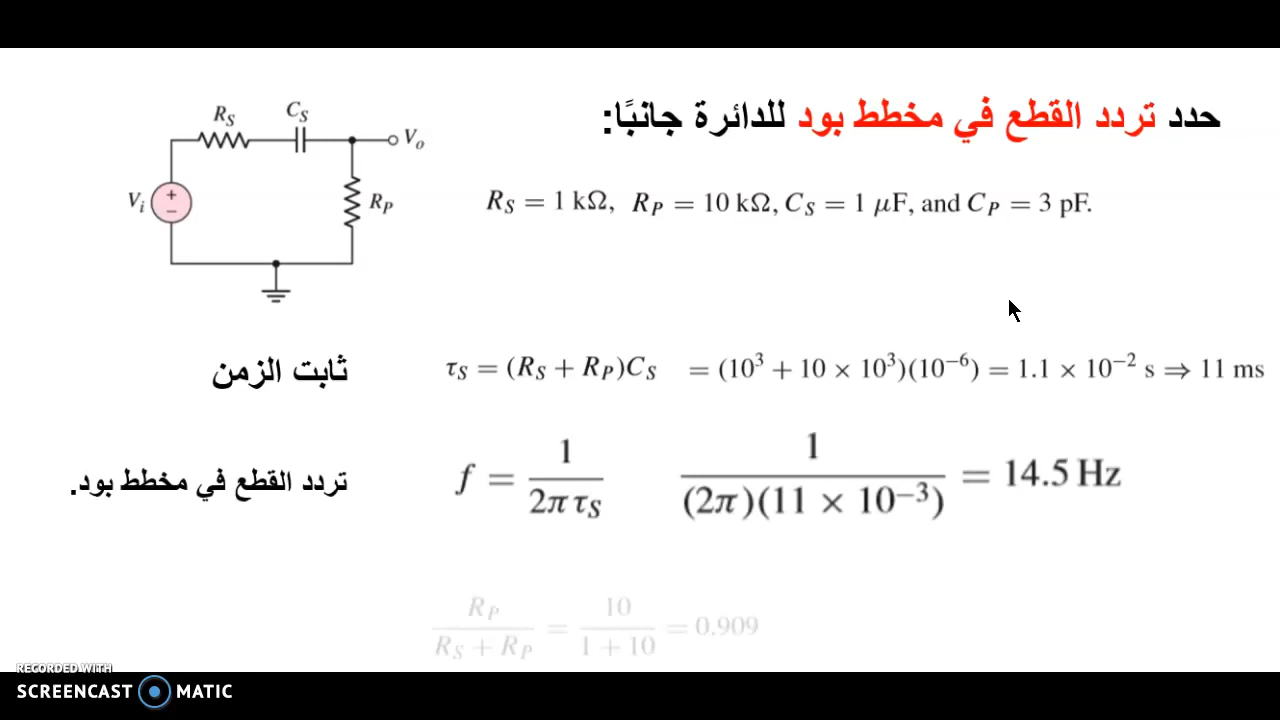 حدد تردد القطع في مخطط بود للدائرة جانبًا:
R_S
C_S
V_o
V_i
+
−
R_P
R_S = 1 kΩ, R_P = 10 kΩ, C_S = 1 μF, and C_P = 3 pF.
ثابت الزمن
τ_S = (R_S + R_P)C_S = (10³ + 10 × 10³)(10⁻⁶) = 1.1 × 10⁻² s ⇒ 11 ms
تردد القطع في مخطط بود.
f = 1 / 2π τ_S   1 / (2π)(11 × 10⁻³) = 14.5 Hz
R_P / R_S + R_P = 10 / 1 + 10 = 0.909
RECORDED WITH
SCREENCAST MATIC